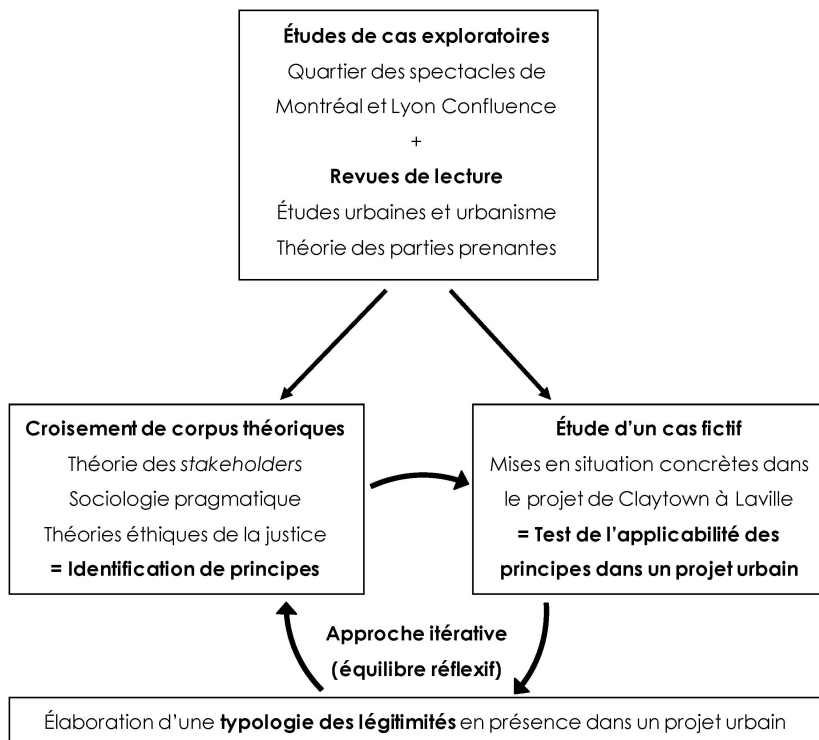 Études de cas exploratoires
Quartier des spectacles de
Montréal et Lyon Confluence
+
Revues de lecture
Études urbaines et urbanisme
Théorie des parties prenantes
Croisement de corpus théoriques
Théorie des stakeholders
Sociologie pragmatique
Théories éthiques de la justice
= Identification de principes
Étude d'un cas fictif
Mises en situation concrètes dans
le projet de Claytown à Laville
= Test de l'applicabilité des
principes dans un projet urbain
Approche itérative
(équilibre réflexif)
Élaboration d'une typologie des légitimités en présence dans un projet urbain